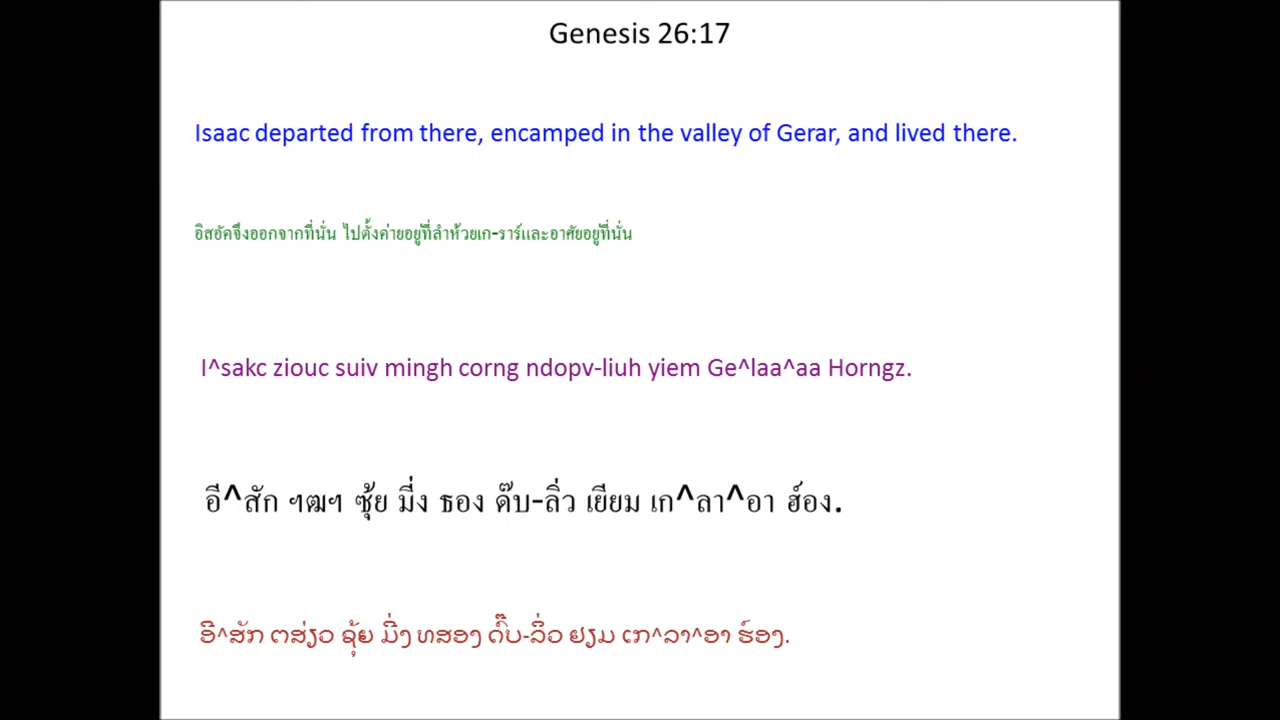 Genesis 26:17
Isaac departed from there, encamped in the valley of Gerar, and lived there.
อิสอัคจึงออกจากที่นั่น ไปตั้งค่ายอยู่ที่ลำห้วยเก-ราร์และอาศัยอยู่ที่นั่น
I^sakc ziouc suiv mingh corng ndopv-liuh yiem Ge^laa^aa Horngz.
อี^สัก ฯฒฯ ซุ้ย มี่ง ธอง ด๊บ-ลิ่ว เยียม เก^ลา^อา ฮ์อง.
ອີ^ສັກ ຕສ່ຽວ ຊຸ້ຍ ມີ່ງ ທສອງ ດົ໊ບ-ລິ່ວ ຢຽມ ເກ^ລາ^ອາ ຮ໌ອງ.